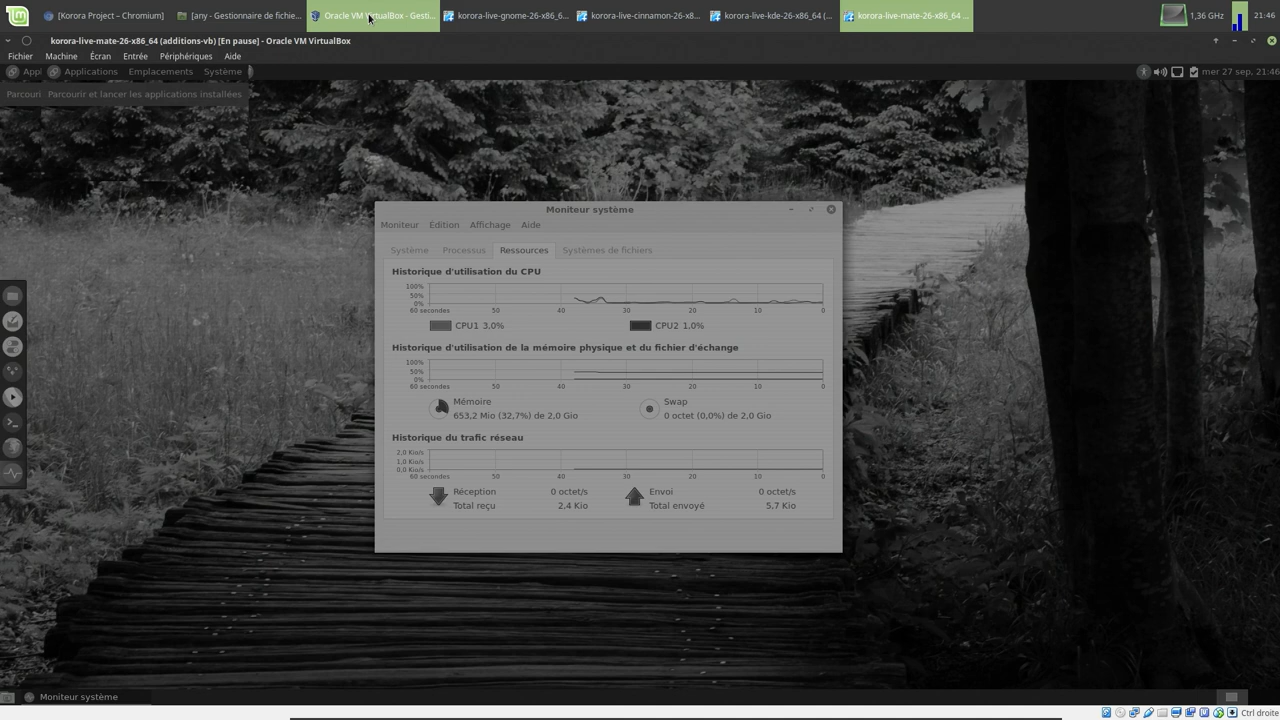 [Korora Project – Chromium]
[any - Gestionnaire de fichie...
Oracle VM VirtualBox - Gesti...
korora-live-gnome-26-x86_6...
korora-live-cinnamon-26-x8...
korora-live-kde-26-x86_64 (...
korora-live-mate-26-x86_64 ...
1,36 GHz
21:46
korora-live-mate-26-x86_64 (additions-vb) [En pause] - Oracle VM VirtualBox
Fichier Machine Écran Entrée Périphériques Aide
Appl Applications Emplacements Système
mer 27 sep, 21:46
Parcouri Parcourir et lancer les applications installées
Moniteur système
Moniteur Édition Affichage Aide
Système Processus Ressources Systèmes de fichiers
Historique d'utilisation du CPU
100%
50%
0%
60 secondes 50 40 30 20 10 0
CPU1 3.0% CPU2 1.0%
Historique d'utilisation de la mémoire physique et du fichier d'échange
100%
50%
0%
60 secondes 50 40 30 20 10 0
Mémoire Swap
653,2 Mio (32,7%) de 2,0 Gio 0 octet (0,0%) de 2,0 Gio
Historique du trafic réseau
2,0 Kio/s
1,0 Kio/s
0,0 Kio/s
60 secondes 50 40 30 20 10 0
Réception 0 octet/s Envoi 0 octet/s
Total reçu 2,4 Kio Total envoyé 5,7 Kio
Moniteur système
Ctrl droite